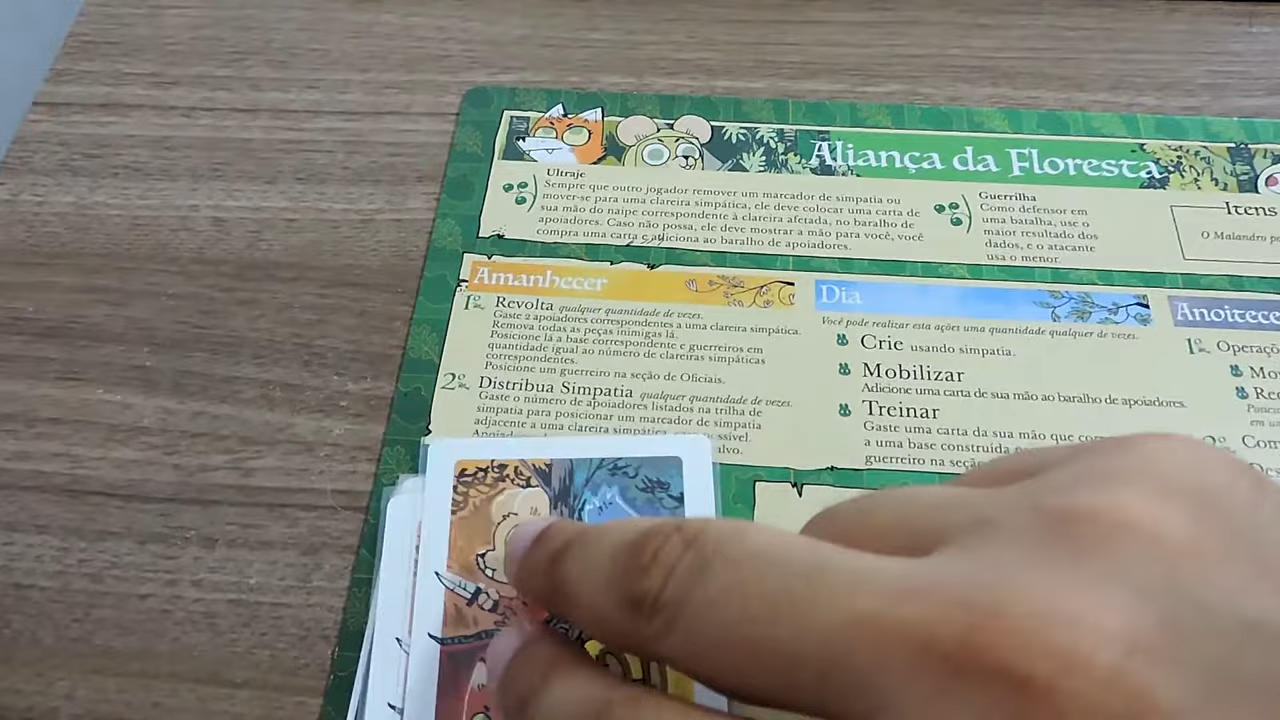 Aliança da Floresta
Ultraje
Sempre que outro jogador remover um marcador de simpatia ou
mover-se para uma clareira simpática, ele deve colocar uma carta de
sua mão do naipe correspondente à clareira afetada, no baralho de
apoiadores. Caso não possa, ele deve mostrar a mão para você, você
compra uma carta e adiciona ao baralho de apoiadores.
Guerrilha
Como defensor em
uma batalha, use o
maior resultado dos
dados, e o atacante
usa o menor.
Itens
O Malandro
Amanhecer
1º Revolta qualquer quantidade de vezes.
Gaste 2 apoiadores correspondentes a uma clareira simpática.
Remova todas as peças inimigas lá.
Posicione lá a base correspondente e guerreiros em
quantidade igual ao número de clareiras simpáticas
correspondentes.
Posicione um guerreiro na seção de Oficiais.
2º Distribua Simpatia qualquer quantidade de vezes.
Gaste o número de apoiadores listados na trilha de
simpatia para posicionar um marcador de simpatia
adjacente a uma clareira simpática,
alvo.
Dia
Você pode realizar esta ações uma quantidade qualquer de vezes.
Crie usando simpatia.
Mobilizar
Adicione uma carta de sua mão ao baralho de apoiadores.
Treinar
Gaste uma carta da sua mão que
a uma base construída
guerreiro na seção
Anoitece
1º Operaçõ
Mo
Rec
em u
Com